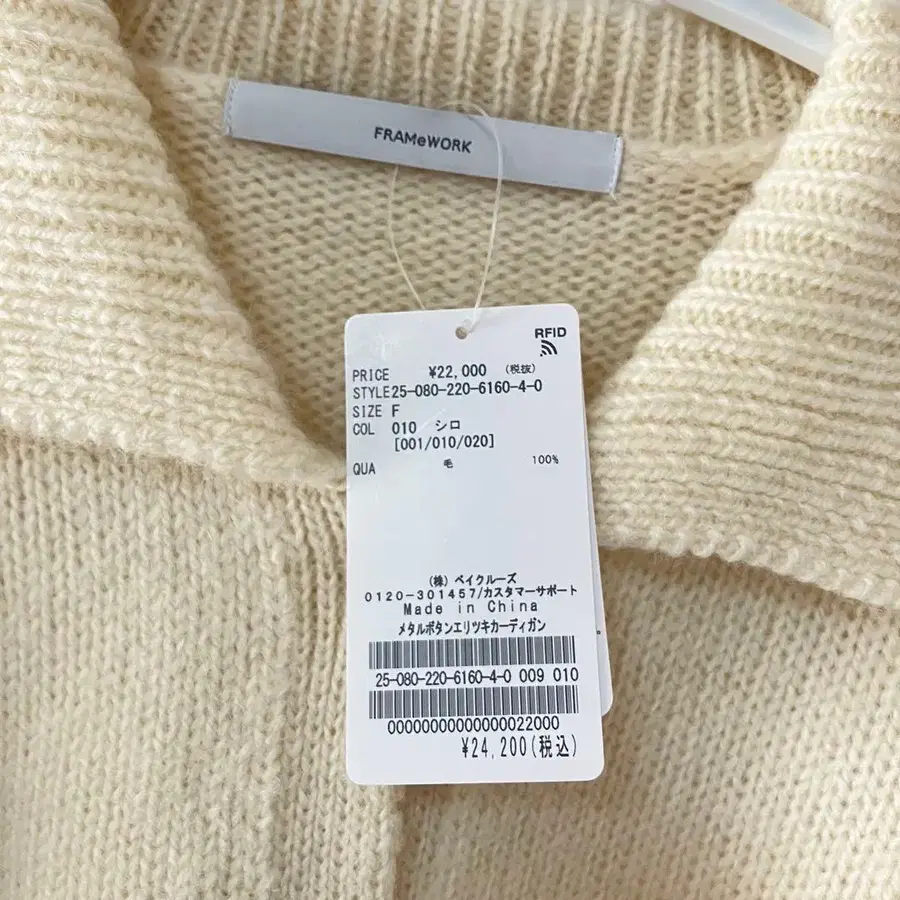 FRAMeWORK
RFID
PRICE ¥22,000 (税抜)
STYLE 25-080-220-6160-4-0
SIZE F
COL 010 シロ
[001/010/020]
QUA 毛 100%
(株) ベイクルーズ
0120-301457/カスタマーサポート
Made in China
メタルボタンエリツキカーディガン
25-080-220-6160-4-0 009 010
00000000000000022000
¥24,200(税込)